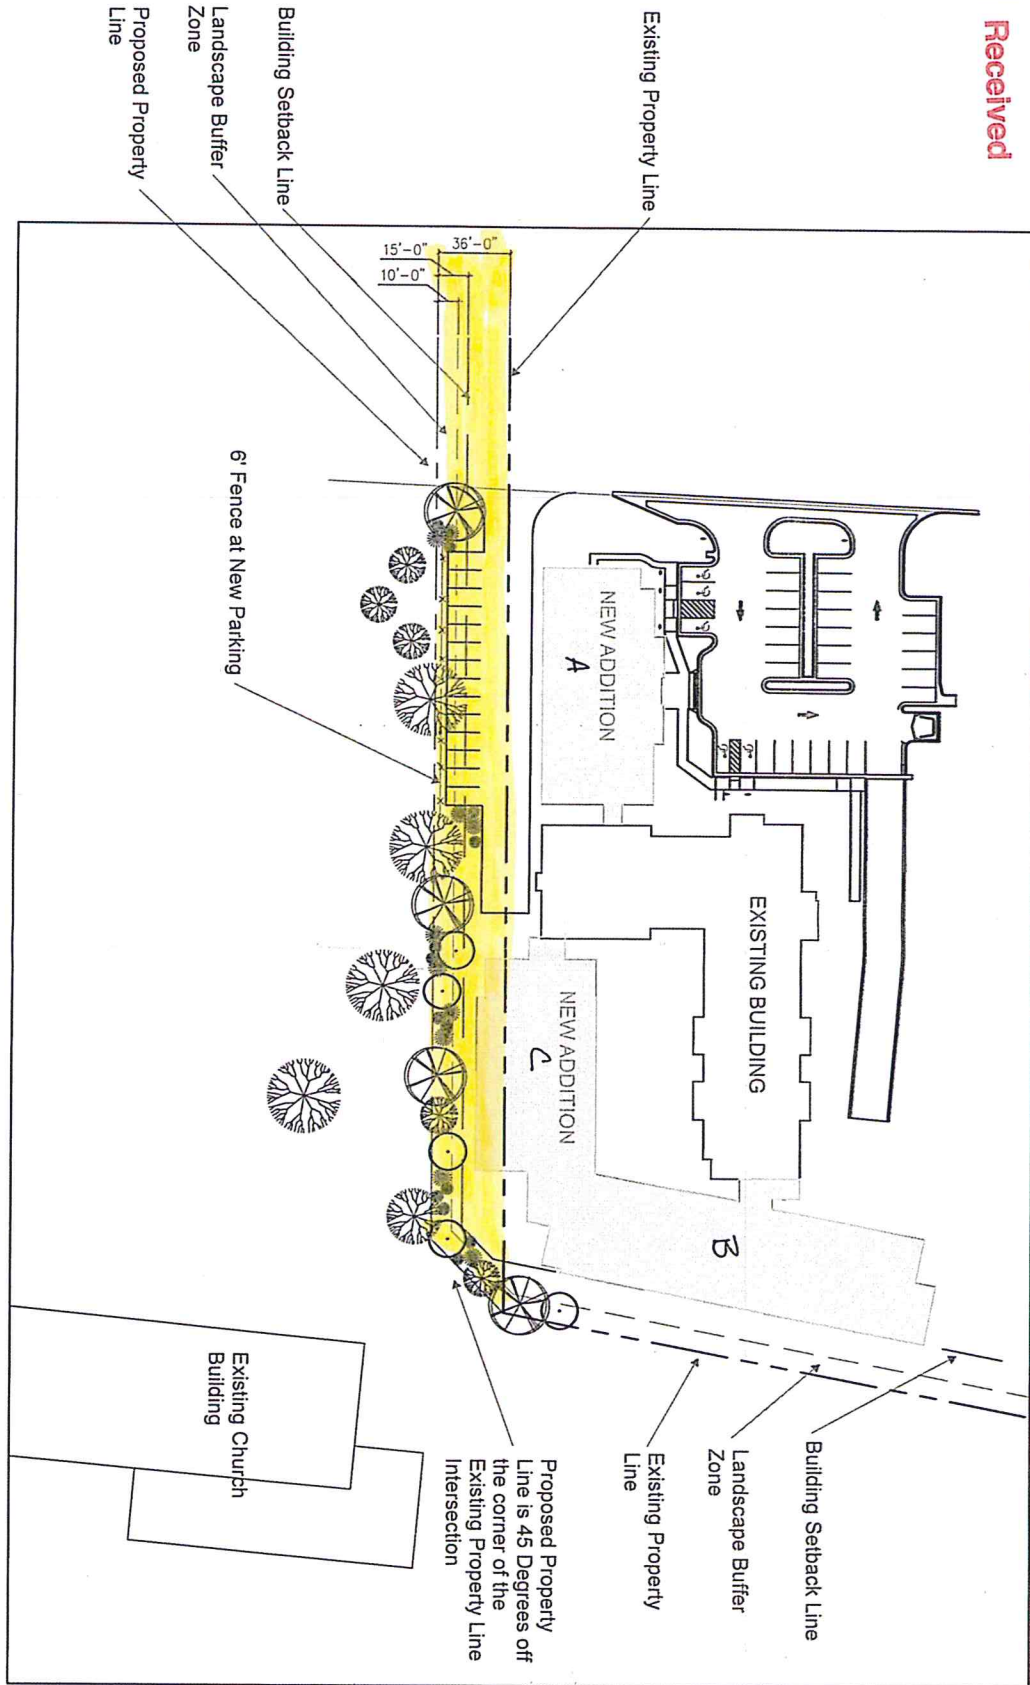 Received
Existing Property Line
Building Setback Line
Landscape Buffer
Zone
Proposed Property
Line
36'-0"
15'-0"
10'-0"
6' Fence at New Parking
NEW ADDITION
A
EXISTING BUILDING
NEW ADDITION
C
B
Building Setback Line
Landscape Buffer
Zone
Existing Property
Line
Proposed Property
Line is 45 Degrees off
the corner of the
Existing Property Line
Intersection
Existing Church
Building